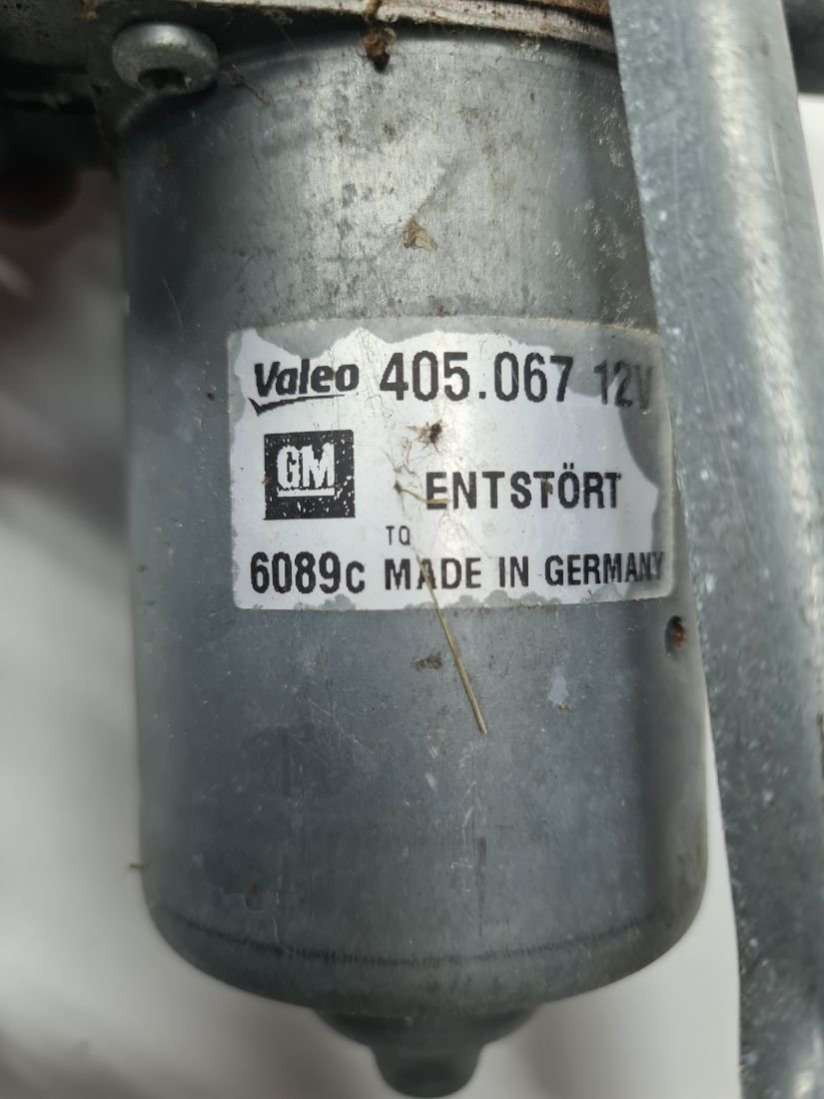 Valeo 405.067 12V
GM
ENTSTÖRT
TQ
6089c MADE IN GERMANY